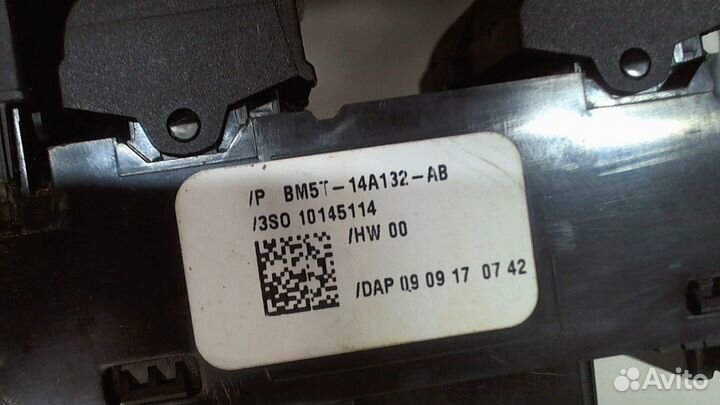 /P BM5T-14A132-AB
/3SO 10145114
/HW 00
/DAP 09 09 17 07 42
Avito